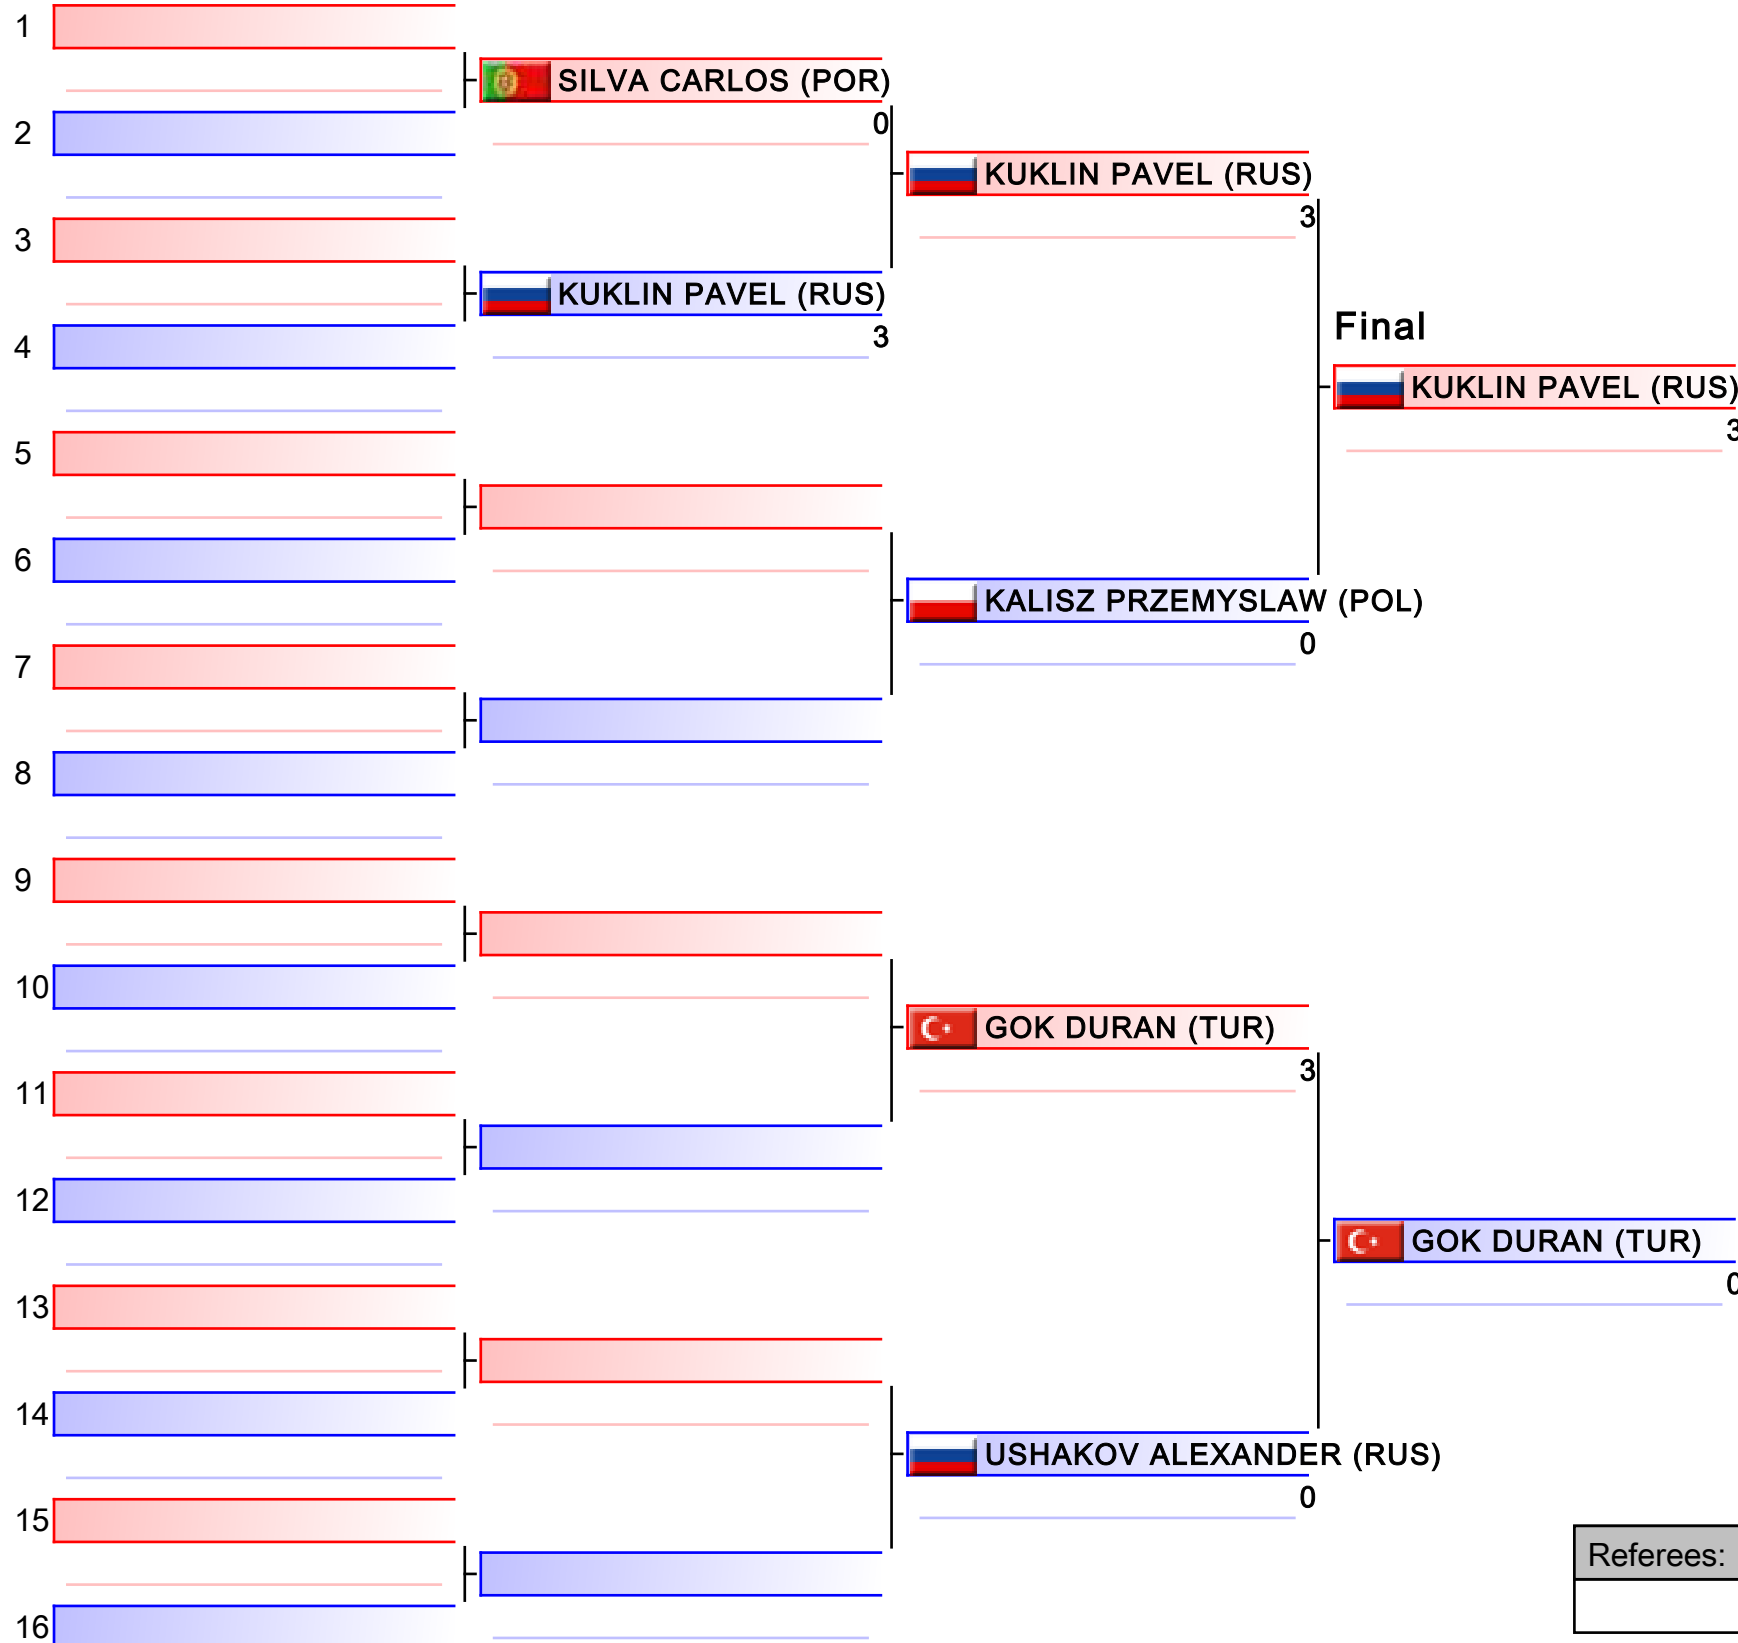 1
SILVA CARLOS (POR)
0
2
KUKLIN PAVEL (RUS)
3
3
KUKLIN PAVEL (RUS)
3
4
Final
KUKLIN PAVEL (RUS)
3
5
6
KALISZ PRZEMYSLAW (POL)
0
7
8
9
10
GOK DURAN (TUR)
3
11
12
GOK DURAN (TUR)
0
13
14
USHAKOV ALEXANDER (RUS)
0
15
Referees:
16